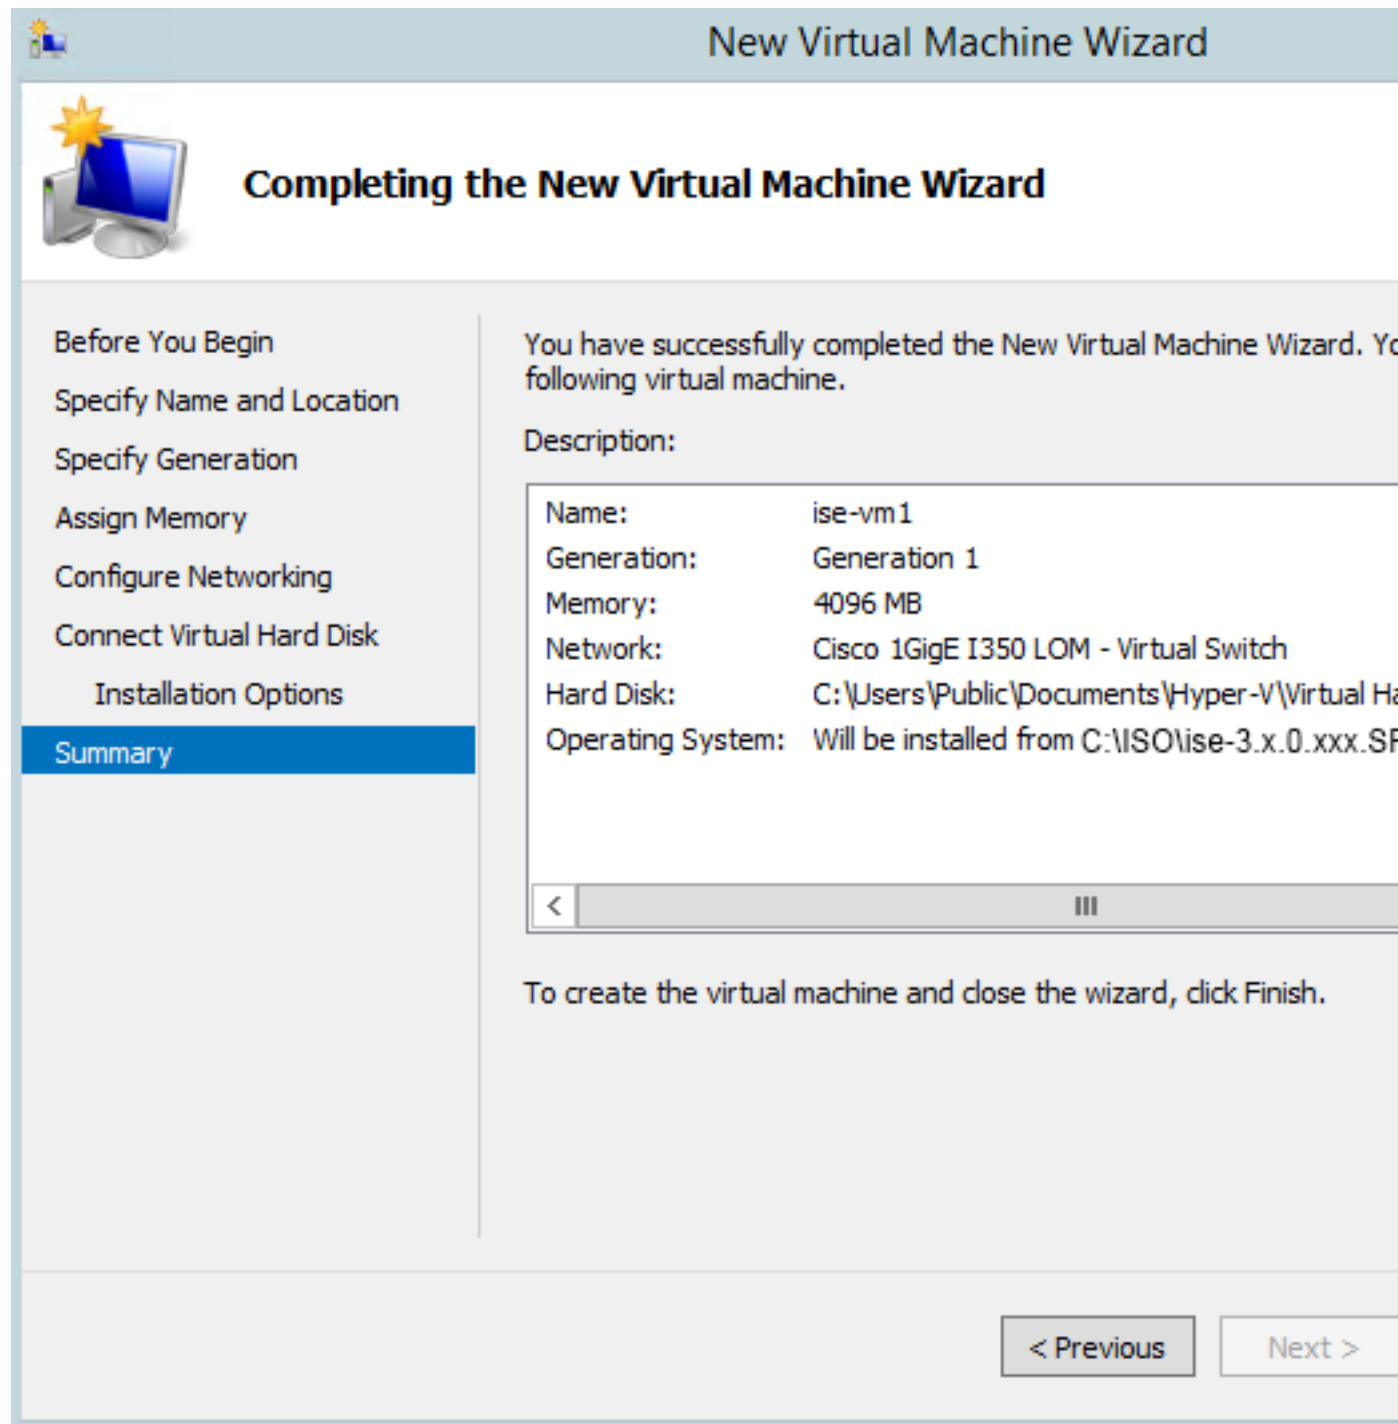 New Virtual Machine Wizard
Completing the New Virtual Machine Wizard
Before You Begin
Specify Name and Location
Specify Generation
Assign Memory
Configure Networking
Connect Virtual Hard Disk
Installation Options
Summary
You have successfully completed the New Virtual Machine Wizard.
following virtual machine.
Description:
Name: ise-vm1
Generation: Generation 1
Memory: 4096 MB
Network: Cisco 1GigE I350 LOM - Virtual Switch
Hard Disk: C:\Users\Public\Documents\Hyper-V\Virtual
Operating System: Will be installed from C:\ISO\ise-3.x.0.xxx.
To create the virtual machine and close the wizard, click Finish.
< Previous
Next >